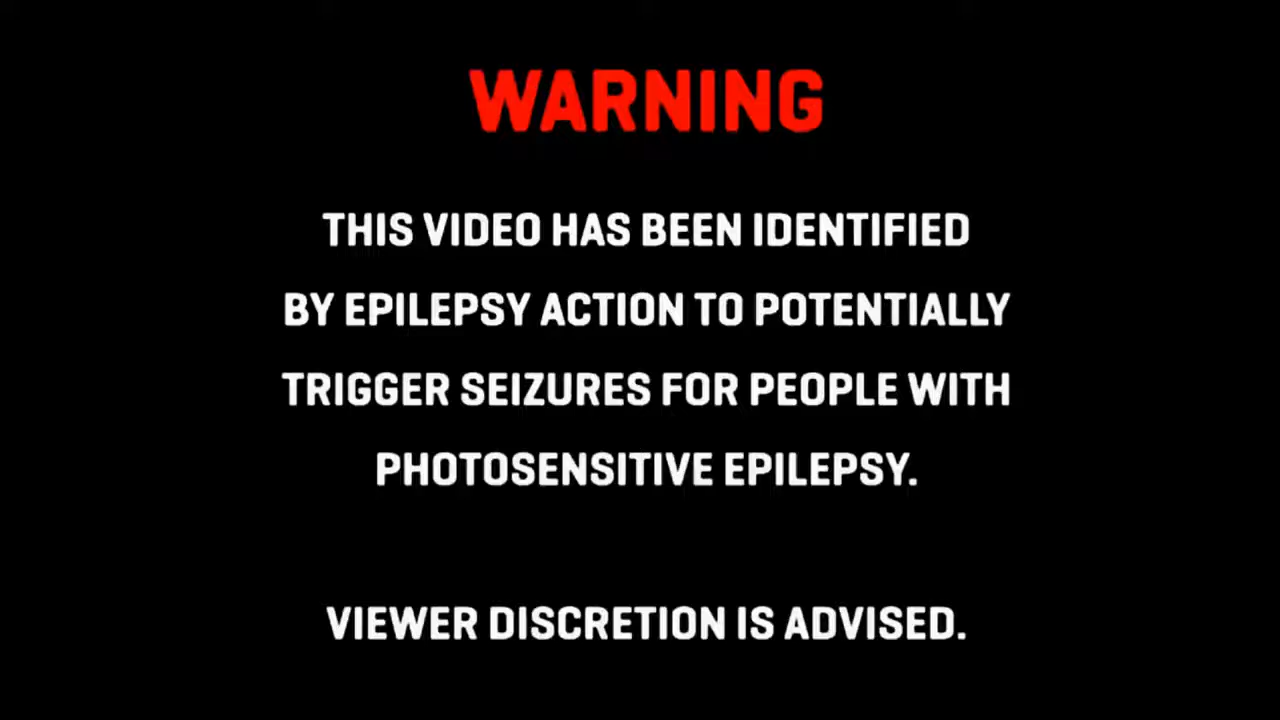 WARNING
THIS VIDEO HAS BEEN IDENTIFIED
BY EPILEPSY ACTION TO POTENTIALLY
TRIGGER SEIZURES FOR PEOPLE WITH
PHOTOSENSITIVE EPILEPSY.
VIEWER DISCRETION IS ADVISED.